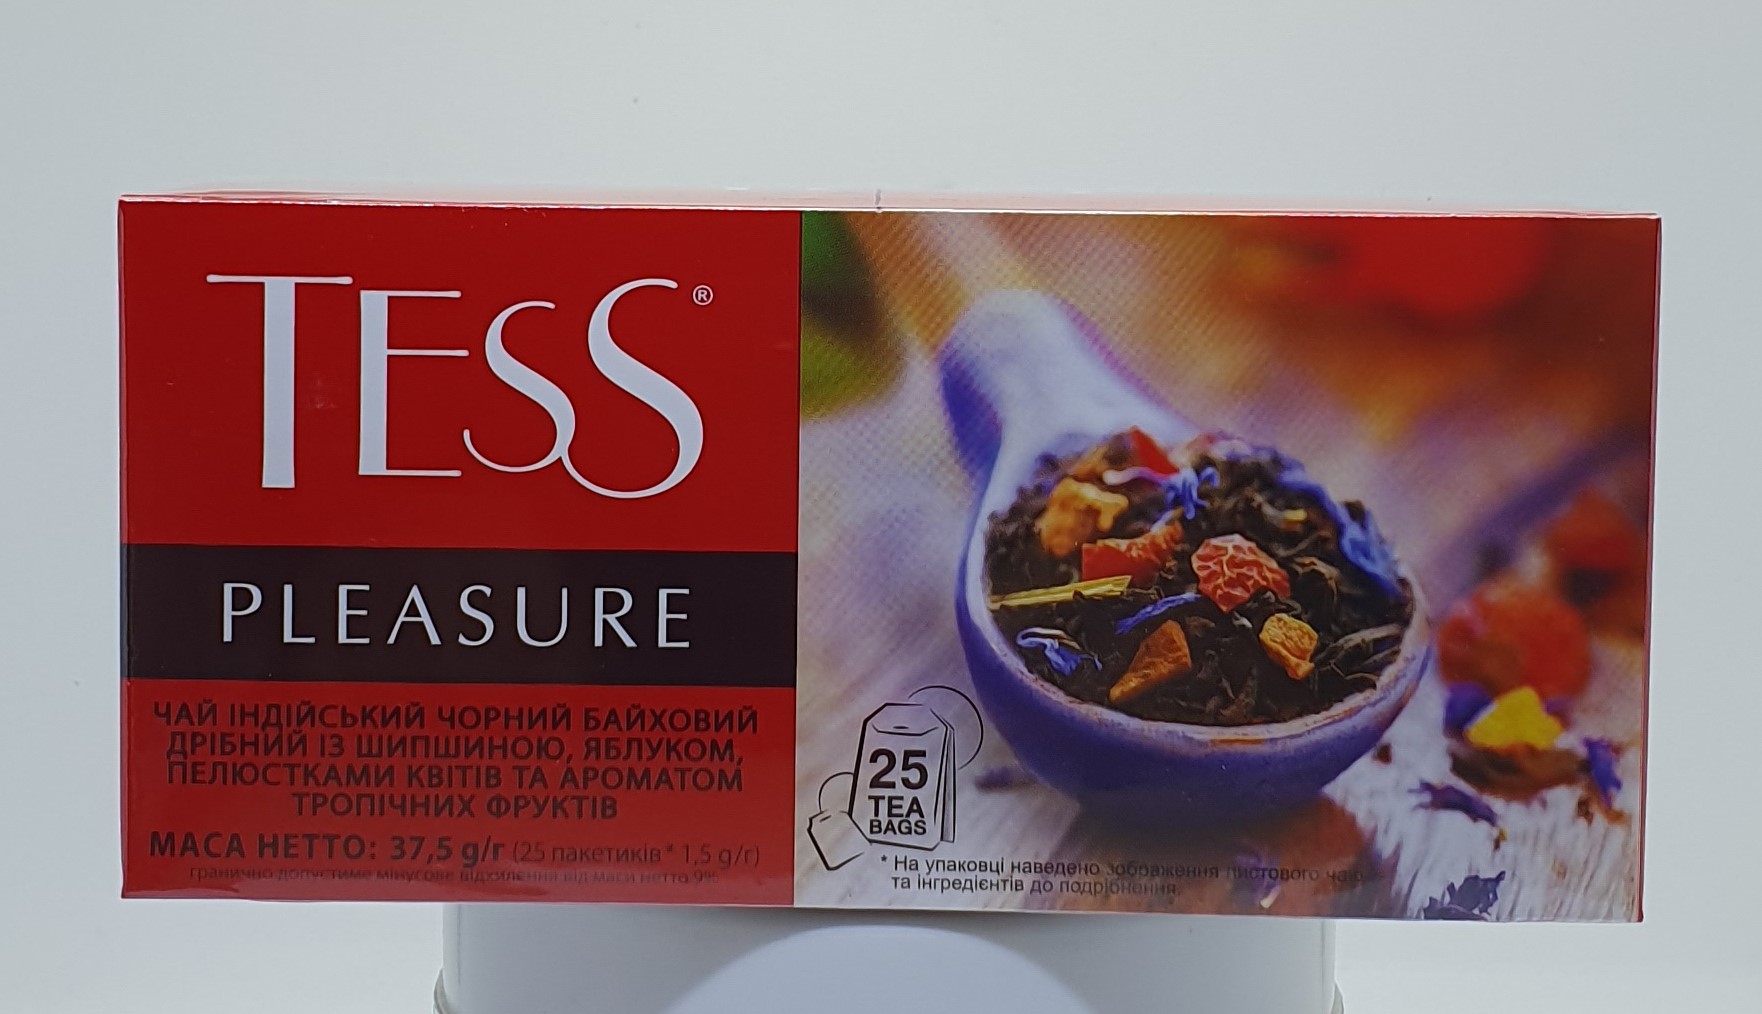 TESS®
PLEASURE
ЧАЙ ІНДІЙСЬКИЙ ЧОРНИЙ БАЙХОВИЙ
ДРІБНИЙ ІЗ ШИПШИНОЮ, ЯБЛУКОМ,
ПЕЛЮСТКАМИ КВІТІВ ТА АРОМАТОМ
ТРОПІЧНИХ ФРУКТІВ
МАСА НЕТТО: 37,5 g/г (25 пакетиків * 1,5 g/г)
гранично допустиме мінусове відхилення від маси нетто 9%
25
TEA
BAGS
* На упаковці наведено зображення листового чаю
та інгредієнтів до подрібнення.